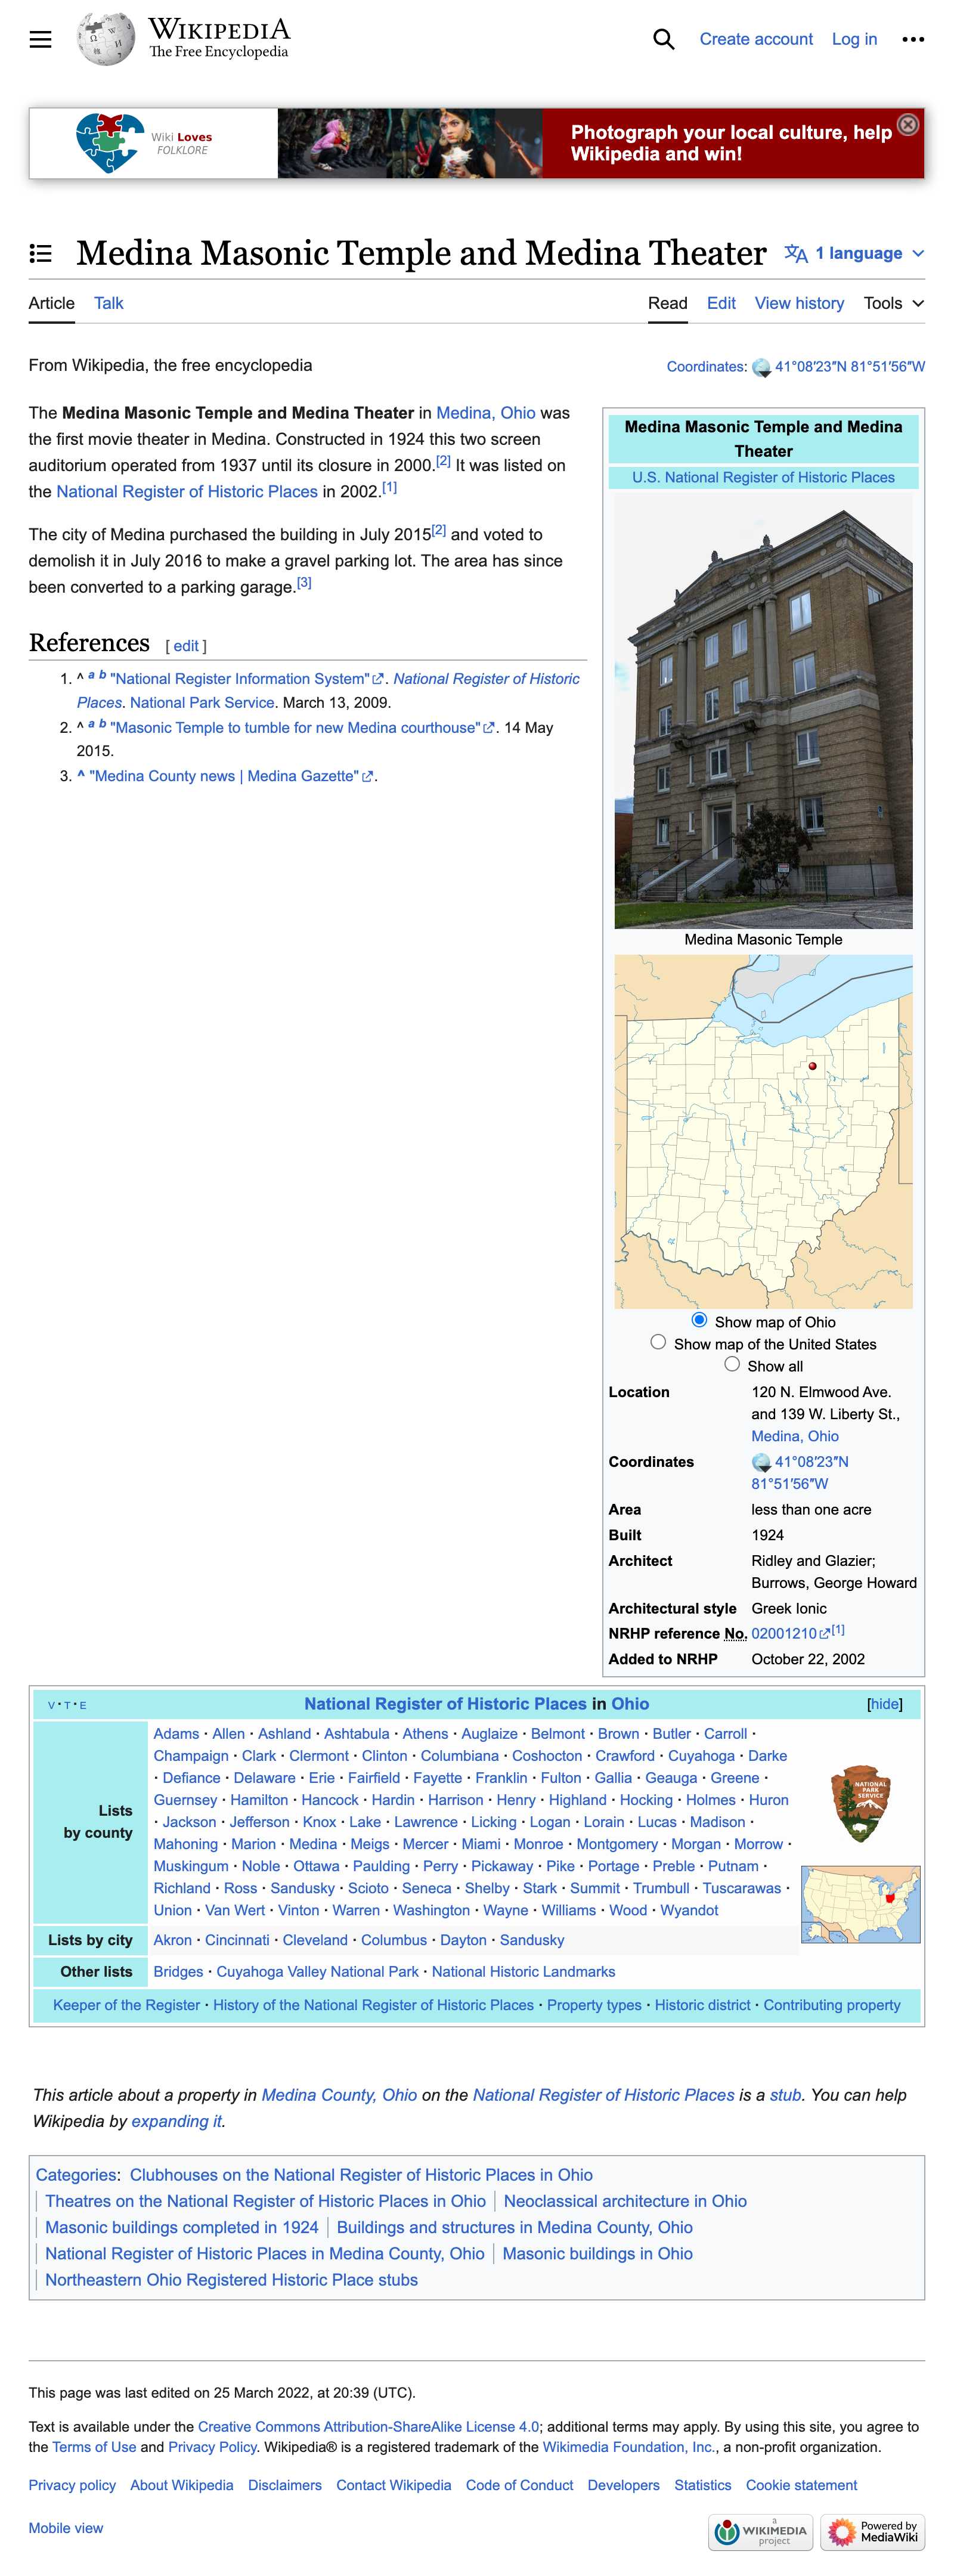 WIKIPEDIA
The Free Encyclopedia
Create account Log in
Wiki Loves
FOLKLORE
Photograph your local culture, help
Wikipedia and win!
Medina Masonic Temple and Medina Theater
1 language
Article Talk
Read Edit View history Tools
From Wikipedia, the free encyclopedia
Coordinates: 41°08′23″N 81°51′56″W
The Medina Masonic Temple and Medina Theater in Medina, Ohio was
the first movie theater in Medina. Constructed in 1924 this two screen
auditorium operated from 1937 until its closure in 2000.[2] It was listed on
the National Register of Historic Places in 2002.[1]
The city of Medina purchased the building in July 2015[2] and voted to
demolish it in July 2016 to make a gravel parking lot. The area has since
been converted to a parking garage.[3]
References [ edit ]
1. ^ a b "National Register Information System". National Register of Historic
Places. National Park Service. March 13, 2009.
2. ^ a b "Masonic Temple to tumble for new Medina courthouse". 14 May
2015.
3. ^ "Medina County news | Medina Gazette".
Medina Masonic Temple and Medina
Theater
U.S. National Register of Historic Places
Medina Masonic Temple
Show map of Ohio
Show map of the United States
Show all
Location 120 N. Elmwood Ave.
and 139 W. Liberty St.,
Medina, Ohio
Coordinates 41°08′23″N
81°51′56″W
Area less than one acre
Built 1924
Architect Ridley and Glazier;
Burrows, George Howard
Architectural style Greek Ionic
NRHP reference No. 02001210[1]
Added to NRHP October 22, 2002
V · T · E National Register of Historic Places in Ohio [hide]
Lists
by county
Adams · Allen · Ashland · Ashtabula · Athens · Auglaize · Belmont · Brown · Butler · Carroll ·
Champaign · Clark · Clermont · Clinton · Columbiana · Coshocton · Crawford · Cuyahoga · Darke
· Defiance · Delaware · Erie · Fairfield · Fayette · Franklin · Fulton · Gallia · Geauga · Greene ·
Guernsey · Hamilton · Hancock · Hardin · Harrison · Henry · Highland · Hocking · Holmes · Huron
· Jackson · Jefferson · Knox · Lake · Lawrence · Licking · Logan · Lorain · Lucas · Madison ·
Mahoning · Marion · Medina · Meigs · Mercer · Miami · Monroe · Montgomery · Morgan · Morrow ·
Muskingum · Noble · Ottawa · Paulding · Perry · Pickaway · Pike · Portage · Preble · Putnam ·
Richland · Ross · Sandusky · Scioto · Seneca · Shelby · Stark · Summit · Trumbull · Tuscarawas ·
Union · Van Wert · Vinton · Warren · Washington · Wayne · Williams · Wood · Wyandot
NATIONAL
PARK
SERVICE
Lists by city Akron · Cincinnati · Cleveland · Columbus · Dayton · Sandusky
Other lists Bridges · Cuyahoga Valley National Park · National Historic Landmarks
Keeper of the Register · History of the National Register of Historic Places · Property types · Historic district · Contributing property
This article about a property in Medina County, Ohio on the National Register of Historic Places is a stub. You can help
Wikipedia by expanding it.
Categories: Clubhouses on the National Register of Historic Places in Ohio
Theatres on the National Register of Historic Places in Ohio | Neoclassical architecture in Ohio
Masonic buildings completed in 1924 | Buildings and structures in Medina County, Ohio
National Register of Historic Places in Medina County, Ohio | Masonic buildings in Ohio
Northeastern Ohio Registered Historic Place stubs
This page was last edited on 25 March 2022, at 20:39 (UTC).
Text is available under the Creative Commons Attribution-ShareAlike License 4.0; additional terms may apply. By using this site, you agree to
the Terms of Use and Privacy Policy. Wikipedia® is a registered trademark of the Wikimedia Foundation, Inc., a non-profit organization.
Privacy policy About Wikipedia Disclaimers Contact Wikipedia Code of Conduct Developers Statistics Cookie statement
Mobile view
a
WIKIMEDIA
project
Powered by
MediaWiki